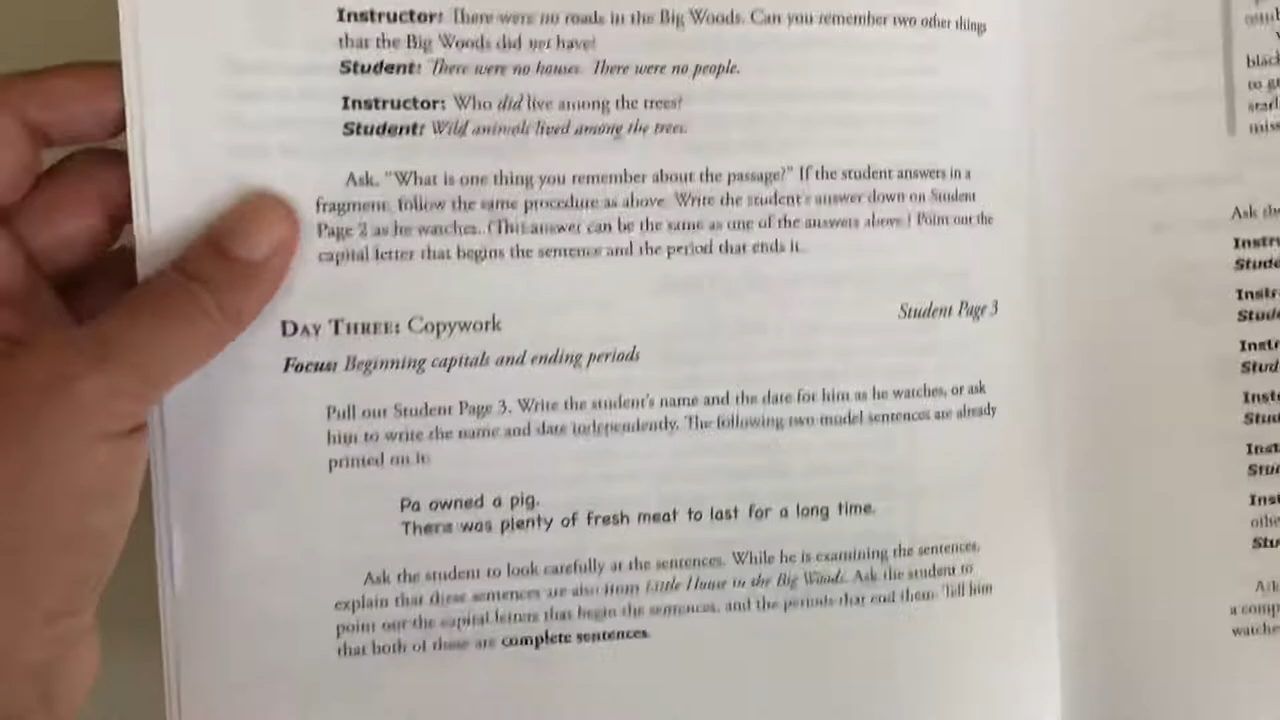 Instructor: There were no roads in the Big Woods. Can you remember two other things
that the Big Woods did not have?
Student: There were no houses. There were no people.
Instructor: Who did live among the trees?
Student: Wild animals lived among the trees.
Ask, "What is one thing you remember about the passage?" If the student answers in a
fragment, follow the same procedure as above. Write the student's answer down on Student
Page 2 as he watches. (This answer can be the same as one of the answers above.) Point out the
capital letter that begins the sentence and the period that ends it.
DAY THREE: Copywork
Student Page 3
Focus: Beginning capitals and ending periods
Pull out Student Page 3. Write the student's name and the date for him as he watches, or ask
him to write the name and date independently. The following two model sentences are already
printed on it:
Pa owned a pig.
There was plenty of fresh meat to last for a long time.
Ask the student to look carefully at the sentences. While he is examining the sentences,
explain that these sentences are also from Little House in the Big Woods. Ask the student to
point out the capital letters that begin the sentences, and the periods that end them. Tell him
that both of these are complete sentences.
black
to
Ask
Student
a comp
watche